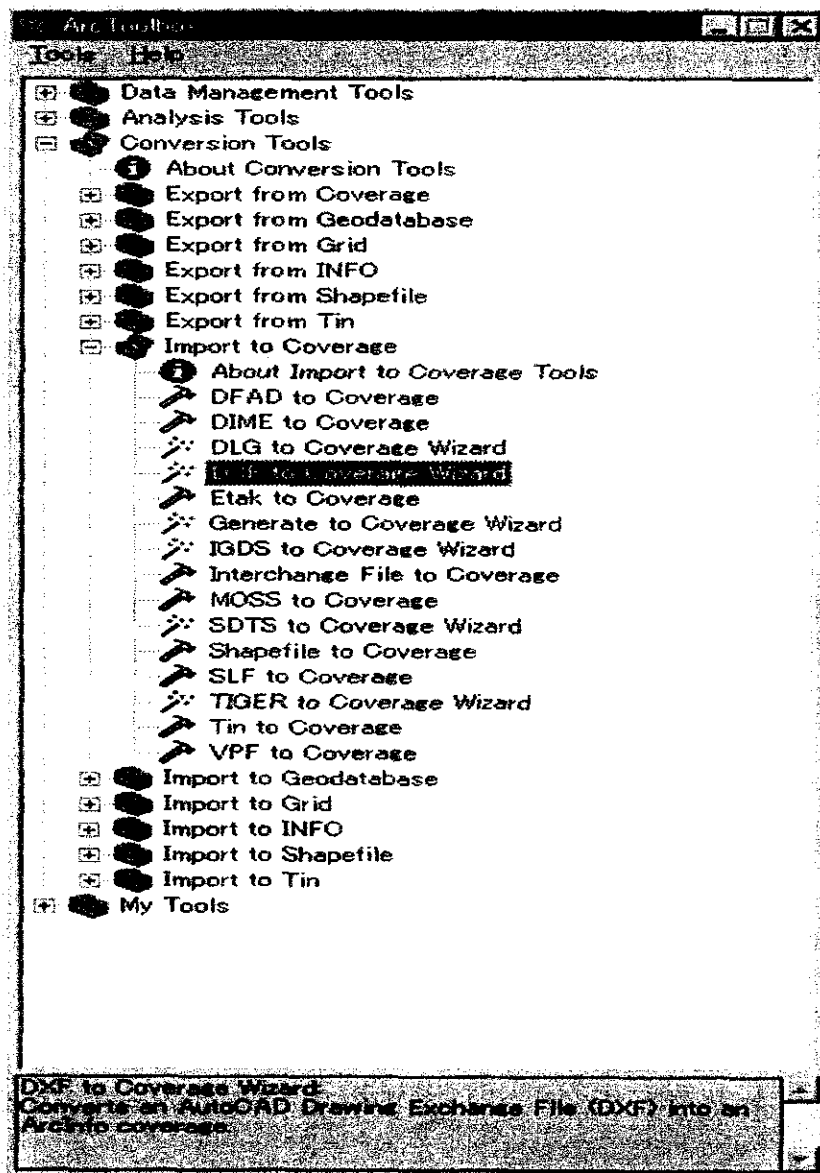 Arc Toolbox
Tools Help
Data Management Tools
Analysis Tools
Conversion Tools
About Conversion Tools
Export from Coverage
Export from Geodatabase
Export from Grid
Export from INFO
Export from Shapefile
Export from Tin
Import to Coverage
About Import to Coverage Tools
DFAD to Coverage
DIME to Coverage
DLG to Coverage Wizard
DXF to Coverage Wizard
Etak to Coverage
Generate to Coverage Wizard
IGDS to Coverage Wizard
Interchange File to Coverage
MOSS to Coverage
SDTS to Coverage Wizard
Shapefile to Coverage
SLF to Coverage
TIGER to Coverage Wizard
Tin to Coverage
VPF to Coverage
Import to Geodatabase
Import to Grid
Import to INFO
Import to Shapefile
Import to Tin
My Tools
DXF to Coverage Wizard:
Converts an AutoCAD Drawing Exchange File (DXF) into an
ArcInfo coverage.